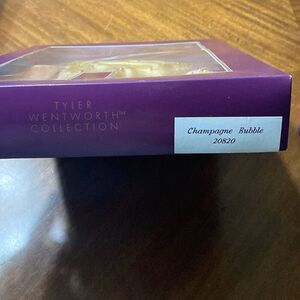 TYLER
WENTWORTH™
COLLECTION
Champagne Bubble
20820